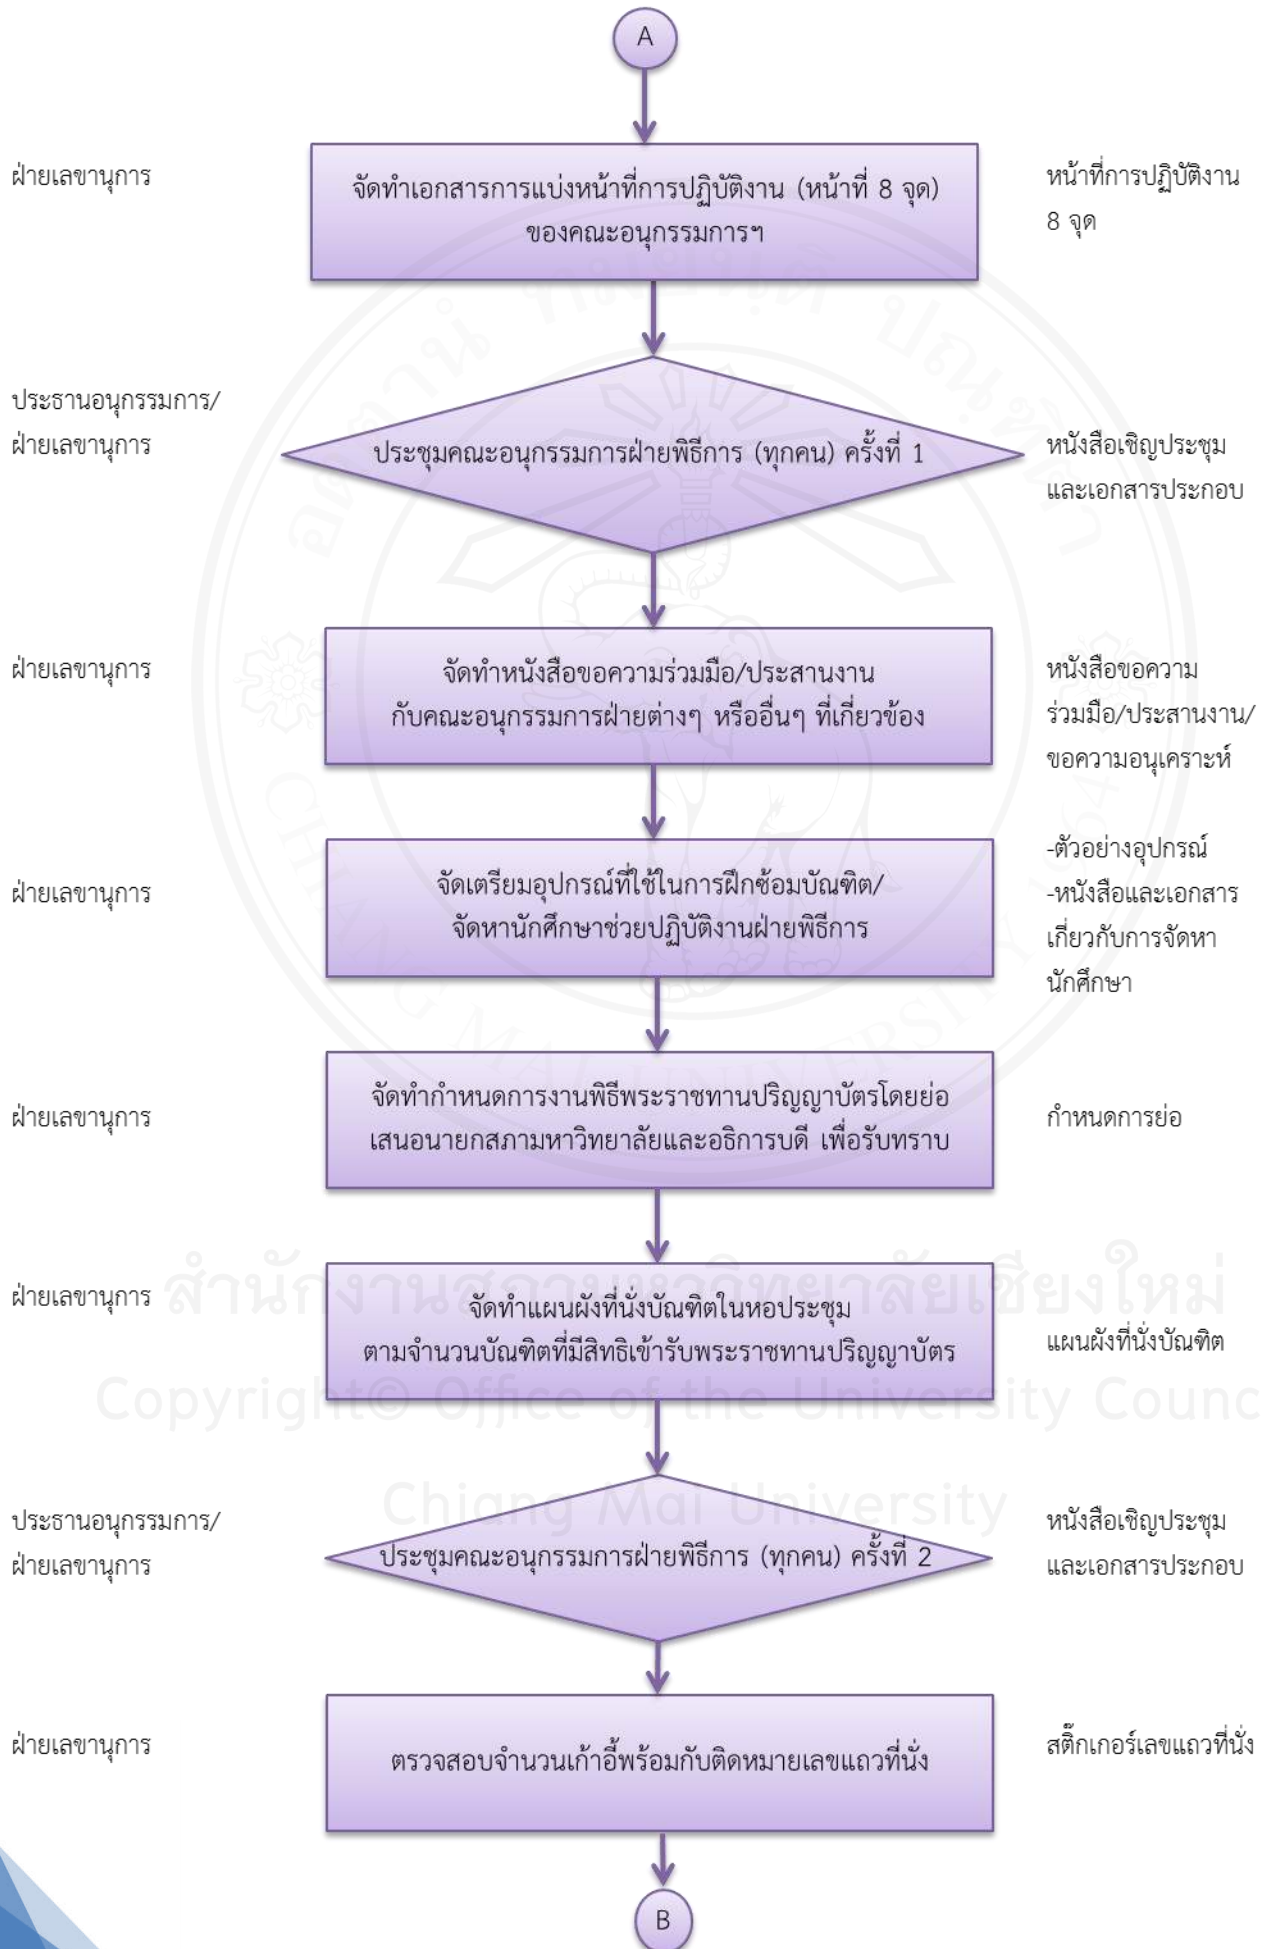 A
ฝ่ายเลขานุการ
จัดทำเอกสารการแบ่งหน้าที่การปฏิบัติงาน (หน้าที่ 8 จุด)
ของคณะอนุกรรมการฯ
หน้าที่การปฏิบัติงาน
8 จุด
ประธานอนุกรรมการ/
ฝ่ายเลขานุการ
ประชุมคณะอนุกรรมการฝ่ายพิธีการ (ทุกคน) ครั้งที่ 1
หนังสือเชิญประชุม
และเอกสารประกอบ
ฝ่ายเลขานุการ
จัดทำหนังสือขอความร่วมมือ/ประสานงาน
กับคณะอนุกรรมการฝ่ายต่างๆ หรืออื่นๆ ที่เกี่ยวข้อง
หนังสือขอความ
ร่วมมือ/ประสานงาน/
ขอความอนุเคราะห์
ฝ่ายเลขานุการ
จัดเตรียมอุปกรณ์ที่ใช้ในการฝึกซ้อมบัณฑิต/
จัดหานักศึกษาช่วยปฏิบัติงานฝ่ายพิธีการ
-ตัวอย่างอุปกรณ์
-หนังสือและเอกสาร
เกี่ยวกับการจัดหา
นักศึกษา
ฝ่ายเลขานุการ
จัดทำกำหนดการงานพิธีพระราชทานปริญญาบัตรโดยย่อ
เสนอนายกสภามหาวิทยาลัยและอธิการบดี เพื่อรับทราบ
กำหนดการย่อ
ฝ่ายเลขานุการ
จัดทำแผนผังที่นั่งบัณฑิตในหอประชุม
ตามจำนวนบัณฑิตที่มีสิทธิเข้ารับพระราชทานปริญญาบัตร
แผนผังที่นั่งบัณฑิต
ประธานอนุกรรมการ/
ฝ่ายเลขานุการ
ประชุมคณะอนุกรรมการฝ่ายพิธีการ (ทุกคน) ครั้งที่ 2
หนังสือเชิญประชุม
และเอกสารประกอบ
ฝ่ายเลขานุการ
ตรวจสอบจำนวนเก้าอี้พร้อมกับติดหมายเลขแถวที่นั่ง
สติ๊กเกอร์เลขแถวที่นั่ง
B
อตฺตานํ ทมยนฺติ ปณฺฑิตา
CHIANG MAI UNIVERSITY 1964
สำนักงานสภามหาวิทยาลัยเชียงใหม่
Copyright© Office of the University Counc
Chiang Mai University